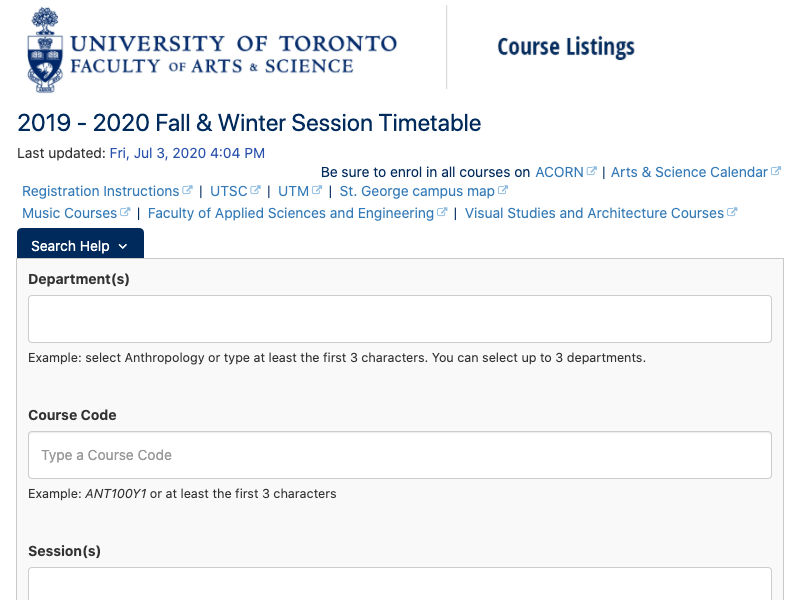 UNIVERSITY OF TORONTO
FACULTY OF ARTS & SCIENCE
Course Listings
2019 - 2020 Fall & Winter Session Timetable
Last updated: Fri, Jul 3, 2020 4:04 PM
Be sure to enrol in all courses on ACORN | Arts & Science Calendar
Registration Instructions | UTSC | UTM | St. George campus map
Music Courses | Faculty of Applied Sciences and Engineering | Visual Studies and Architecture Courses
Search Help
Department(s)
Example: select Anthropology or type at least the first 3 characters. You can select up to 3 departments.
Course Code
Type a Course Code
Example: ANT100Y1 or at least the first 3 characters
Session(s)